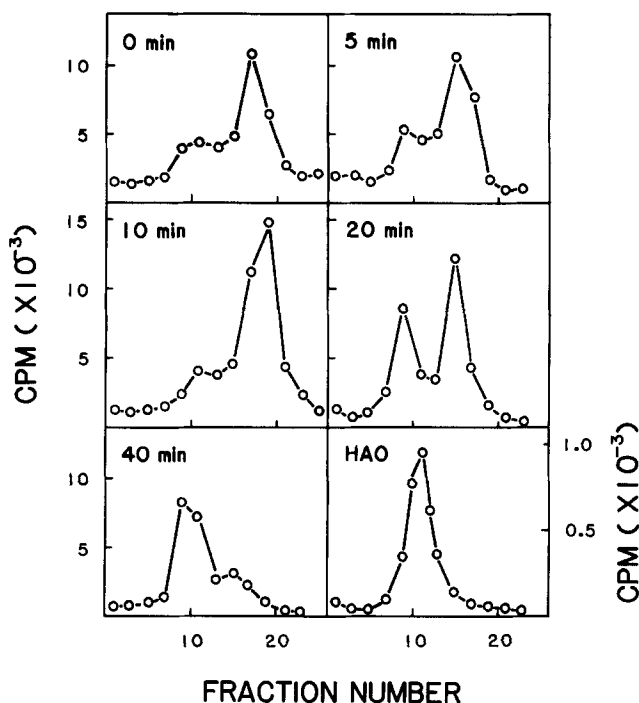 0 min
5 min
10
5
10 min
20 min
15
10
5
CPM (X10⁻³)
40 min
HAO
10
5
1.0
0.5
CPM (X10⁻³)
10 20
10 20
FRACTION NUMBER